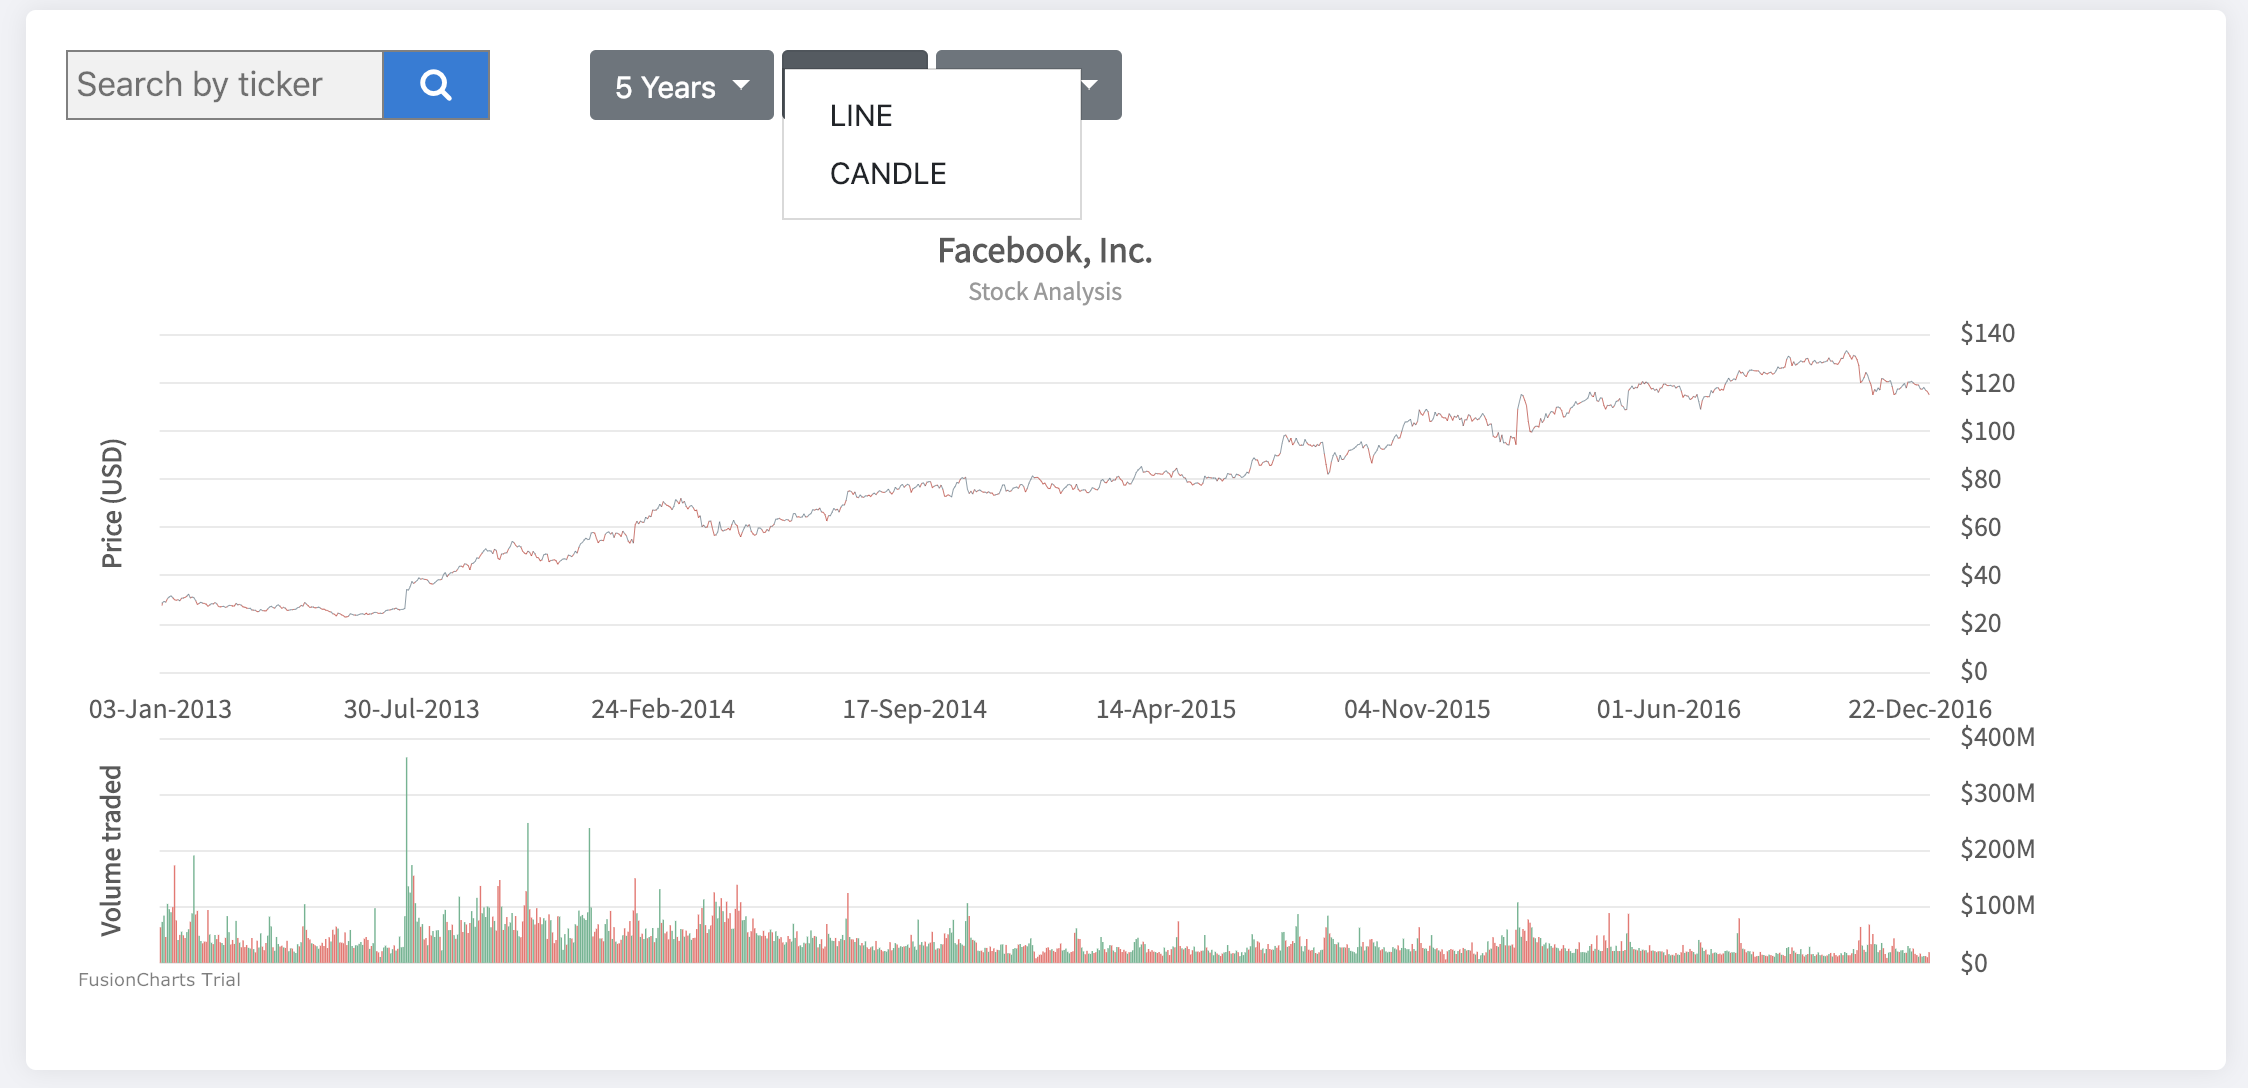 Search by ticker
5 Years
LINE
CANDLE
Facebook, Inc.
Stock Analysis
Price (USD)
$140
$120
$100
$80
$60
$40
$20
$0
03-Jan-2013 30-Jul-2013 24-Feb-2014 17-Sep-2014 14-Apr-2015 04-Nov-2015 01-Jun-2016 22-Dec-2016
Volume traded
$400M
$300M
$200M
$100M
$0
FusionCharts Trial